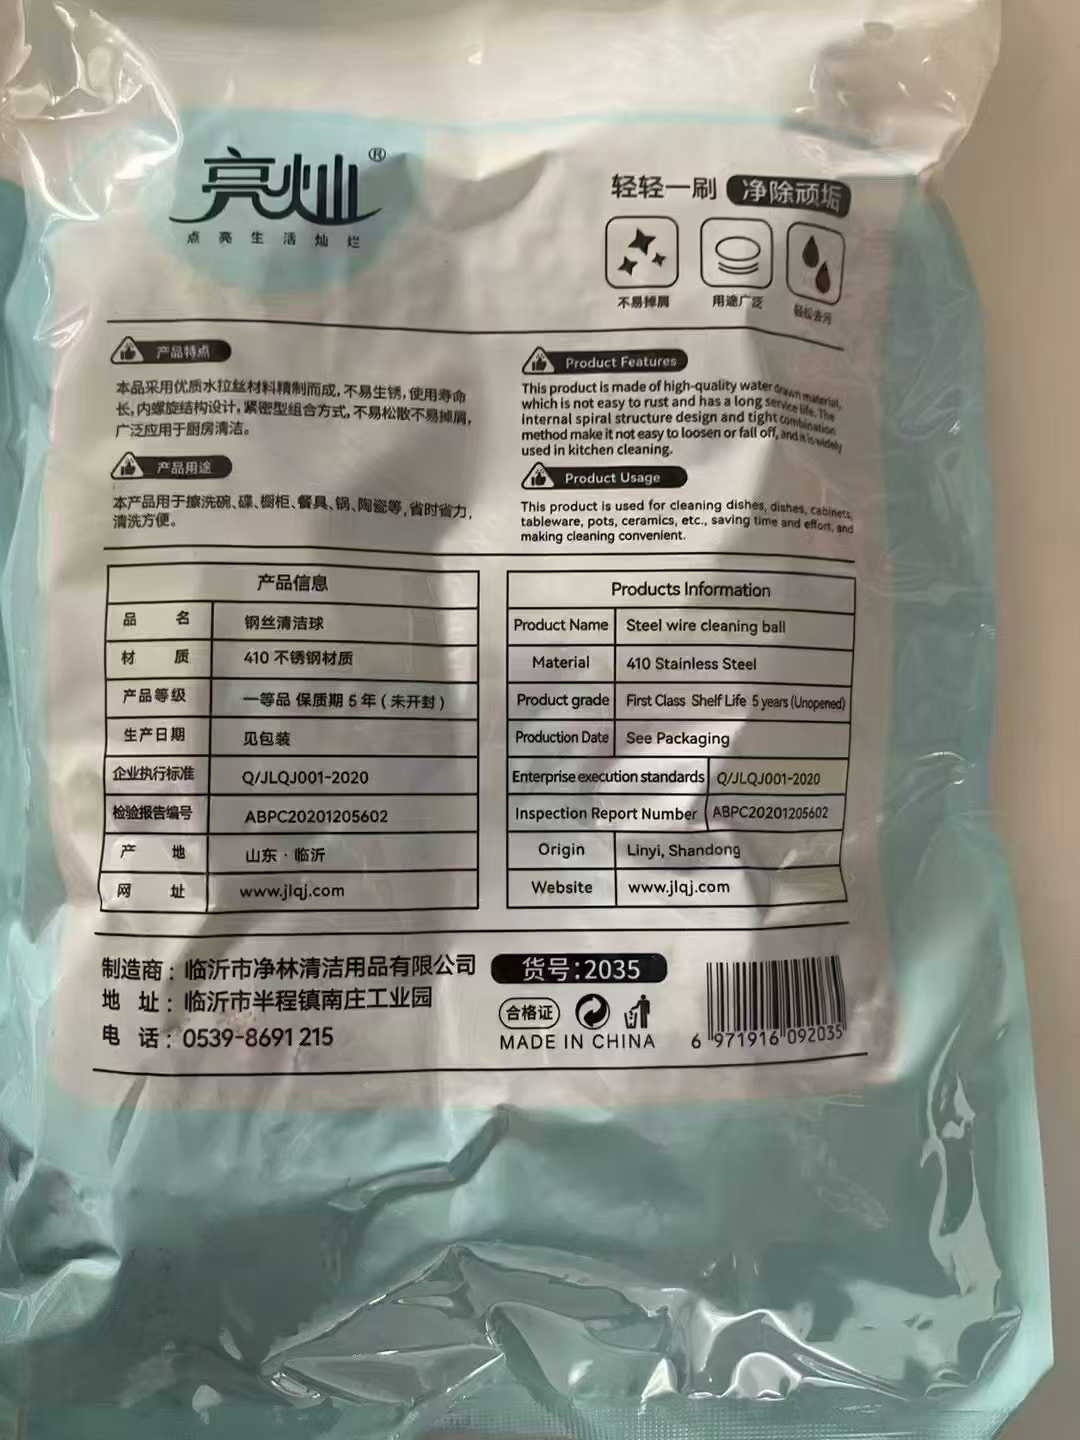 亮灿®
点亮生活灿烂
轻轻一刷 净除顽垢
不易掉屑 用途广泛 轻松去污
产品特点
本品采用优质水拉丝材料精制而成,不易生锈,使用寿命
长,内螺旋结构设计,紧密型组合方式,不易松散不易掉屑,
广泛应用于厨房清洁。
产品用途
本产品用于擦洗碗、碟、橱柜、餐具、锅、陶瓷等,省时省力,
清洗方便。
Product Features
This product is made of high-quality water drawn material,
which is not easy to rust and has a long service life. The
internal spiral structure design and tight combination
method make it not easy to loosen or fall off, and it is widely
used in kitchen cleaning.
Product Usage
This product is used for cleaning dishes, dishes, cabinets,
tableware, pots, ceramics, etc., saving time and effort, and
making cleaning convenient.
产品信息
品 名 钢丝清洁球
材 质 410 不锈钢材质
产品等级 一等品 保质期 5 年 ( 未开封 )
生产日期 见包装
企业执行标准 Q/JLQJ001-2020
检验报告编号 ABPC20201205602
产 地 山东 · 临沂
网 址 www.jlqj.com
Products Information
Product Name Steel wire cleaning ball
Material 410 Stainless Steel
Product grade First Class Shelf Life 5 years (Unopened)
Production Date See Packaging
Enterprise execution standards Q/JLQJ001-2020
Inspection Report Number ABPC20201205602
Origin Linyi, Shandong
Website www.jlqj.com
制造商：临沂市净林清洁用品有限公司
地 址：临沂市半程镇南庄工业园
电 话：0539-8691 215
货号:2035
合格证
MADE IN CHINA
6 971916 092035